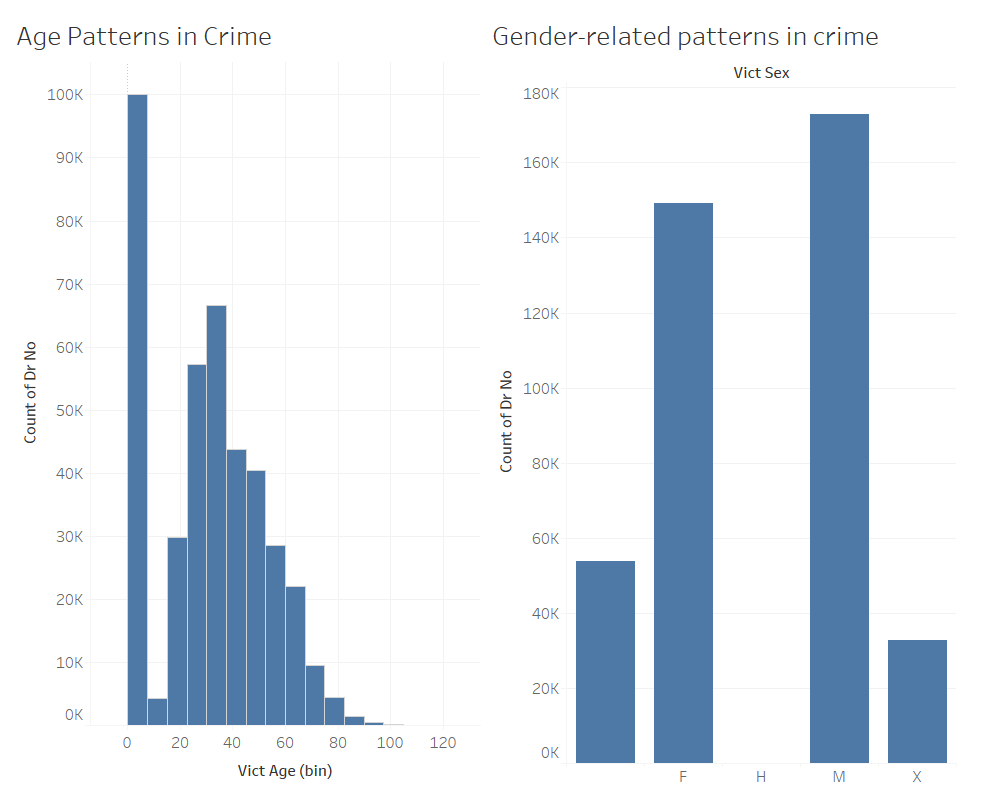 Age Patterns in Crime
Count of Dr No
100K
90K
80K
70K
60K
50K
40K
30K
20K
10K
0K
0 20 40 60 80 100 120
Vict Age (bin)
Gender-related patterns in crime
Vict Sex
Count of Dr No
180K
160K
140K
120K
100K
80K
60K
40K
20K
0K
F H M X